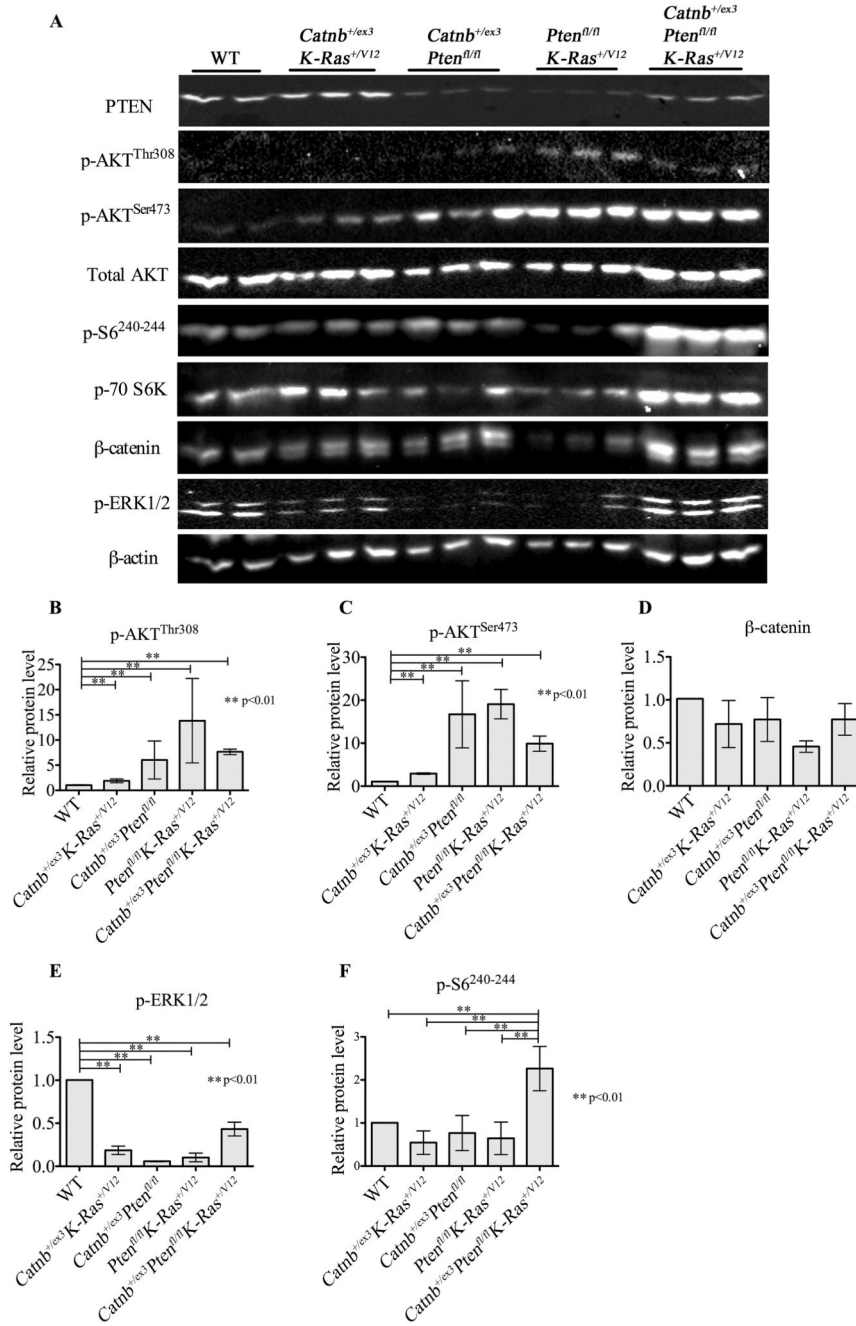 A
WT
Catnb+/ex3 K-Ras+/V12
Catnb+/ex3 Ptenfl/fl
Ptenfl/fl K-Ras+/V12
Catnb+/ex3 Ptenfl/fl K-Ras+/V12
PTEN
p-AKTThr308
p-AKTSer473
Total AKT
p-S6240-244
p-70 S6K
β-catenin
p-ERK1/2
β-actin
B
p-AKTThr308
Relative protein level
25
20
15
10
5
0
**
**
**
**
** p<0.01
WT
Catnb+/ex3K-Ras+/V12
Catnb+/ex3Ptenfl/fl
Ptenfl/flK-Ras+/V12
Catnb+/ex3Ptenfl/flK-Ras+/V12
C
p-AKTSer473
Relative protein level
30
20
10
0
**
**
**
**
** p<0.01
WT
Catnb+/ex3K-Ras+/V12
Catnb+/ex3Ptenfl/fl
Ptenfl/flK-Ras+/V12
Catnb+/ex3Ptenfl/flK-Ras+/V12
D
β-catenin
Relative protein level
1.5
1.0
0.5
0.0
WT
Catnb+/ex3K-Ras+/V12
Catnb+/ex3Ptenfl/fl
Ptenfl/flK-Ras+/V12
Catnb+/ex3Ptenfl/flK-Ras+/V12
E
p-ERK1/2
Relative protein level
1.5
1.0
0.5
0.0
**
**
**
**
** p<0.01
WT
Catnb+/ex3K-Ras+/V12
Catnb+/ex3Ptenfl/fl
Ptenfl/flK-Ras+/V12
Catnb+/ex3Ptenfl/flK-Ras+/V12
F
p-S6240-244
Relative protein level
3
2
1
0
**
**
**
**
** p<0.01
WT
Catnb+/ex3K-Ras+/V12
Catnb+/ex3Ptenfl/fl
Ptenfl/flK-Ras+/V12
Catnb+/ex3Ptenfl/flK-Ras+/V12